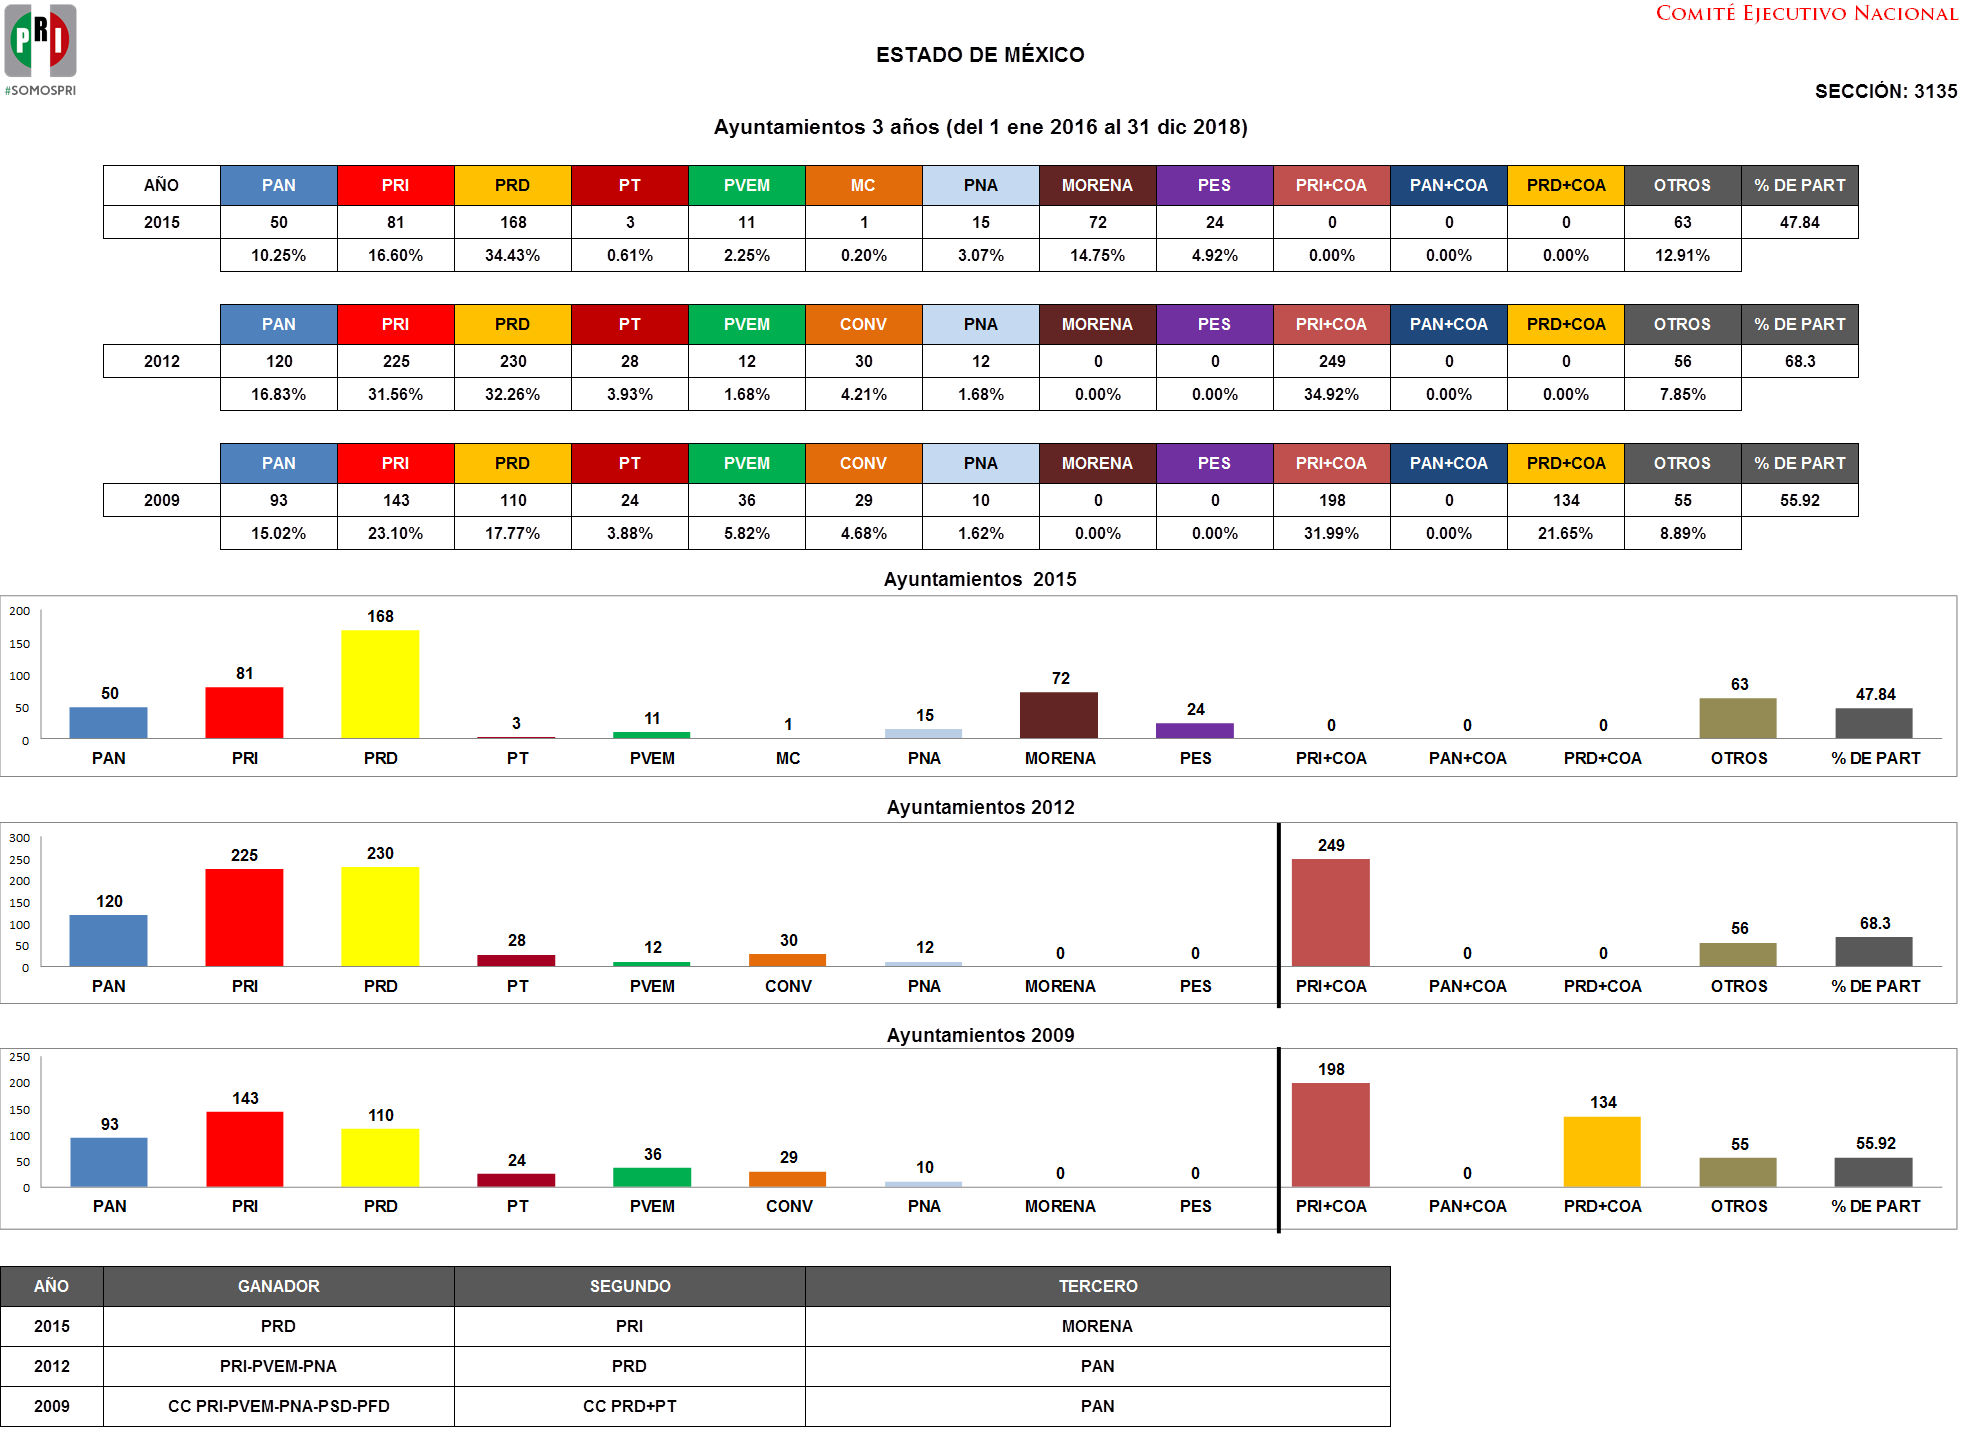 COMITÉ EJECUTIVO NACIONAL
PRI
#SOMOSPRI
ESTADO DE MÉXICO
SECCIÓN: 3135
Ayuntamientos 3 años (del 1 ene 2016 al 31 dic 2018)
AÑO PAN PRI PRD PT PVEM MC PNA MORENA PES PRI+COA PAN+COA PRD+COA OTROS % DE PART
2015 50 81 168 3 11 1 15 72 24 0 0 0 63 47.84
10.25% 16.60% 34.43% 0.61% 2.25% 0.20% 3.07% 14.75% 4.92% 0.00% 0.00% 0.00% 12.91%
PAN PRI PRD PT PVEM CONV PNA MORENA PES PRI+COA PAN+COA PRD+COA OTROS % DE PART
2012 120 225 230 28 12 30 12 0 0 249 0 0 56 68.3
16.83% 31.56% 32.26% 3.93% 1.68% 4.21% 1.68% 0.00% 0.00% 34.92% 0.00% 0.00% 7.85%
PAN PRI PRD PT PVEM CONV PNA MORENA PES PRI+COA PAN+COA PRD+COA OTROS % DE PART
2009 93 143 110 24 36 29 10 0 0 198 0 134 55 55.92
15.02% 23.10% 17.77% 3.88% 5.82% 4.68% 1.62% 0.00% 0.00% 31.99% 0.00% 21.65% 8.89%
Ayuntamientos 2015
200
150
100
50
0
50 81 168 3 11 1 15 72 24 0 0 0 63 47.84
PAN PRI PRD PT PVEM MC PNA MORENA PES PRI+COA PAN+COA PRD+COA OTROS % DE PART
Ayuntamientos 2012
300
250
200
150
100
50
0
120 225 230 28 12 30 12 0 0 249 0 0 56 68.3
PAN PRI PRD PT PVEM CONV PNA MORENA PES PRI+COA PAN+COA PRD+COA OTROS % DE PART
Ayuntamientos 2009
250
200
150
100
50
0
93 143 110 24 36 29 10 0 0 198 0 134 55 55.92
PAN PRI PRD PT PVEM CONV PNA MORENA PES PRI+COA PAN+COA PRD+COA OTROS % DE PART
AÑO GANADOR SEGUNDO TERCERO
2015 PRD PRI MORENA
2012 PRI-PVEM-PNA PRD PAN
2009 CC PRI-PVEM-PNA-PSD-PFD CC PRD+PT PAN